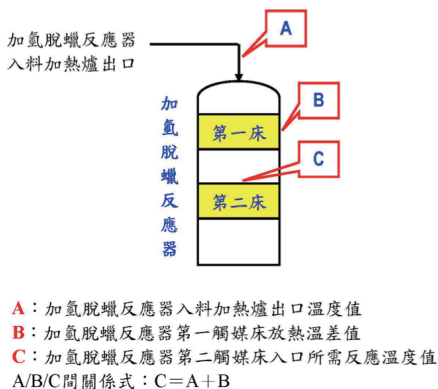 加氫脫蠟反應器
入料加熱爐出口
A
B
C
加氫脫蠟反應器
第一床
第二床
A：加氫脫蠟反應器入料加熱爐出口溫度值
B：加氫脫蠟反應器第一觸媒床放熱溫差值
C：加氫脫蠟反應器第二觸媒床入口所需反應溫度值
A/B/C間關係式：C＝A＋B